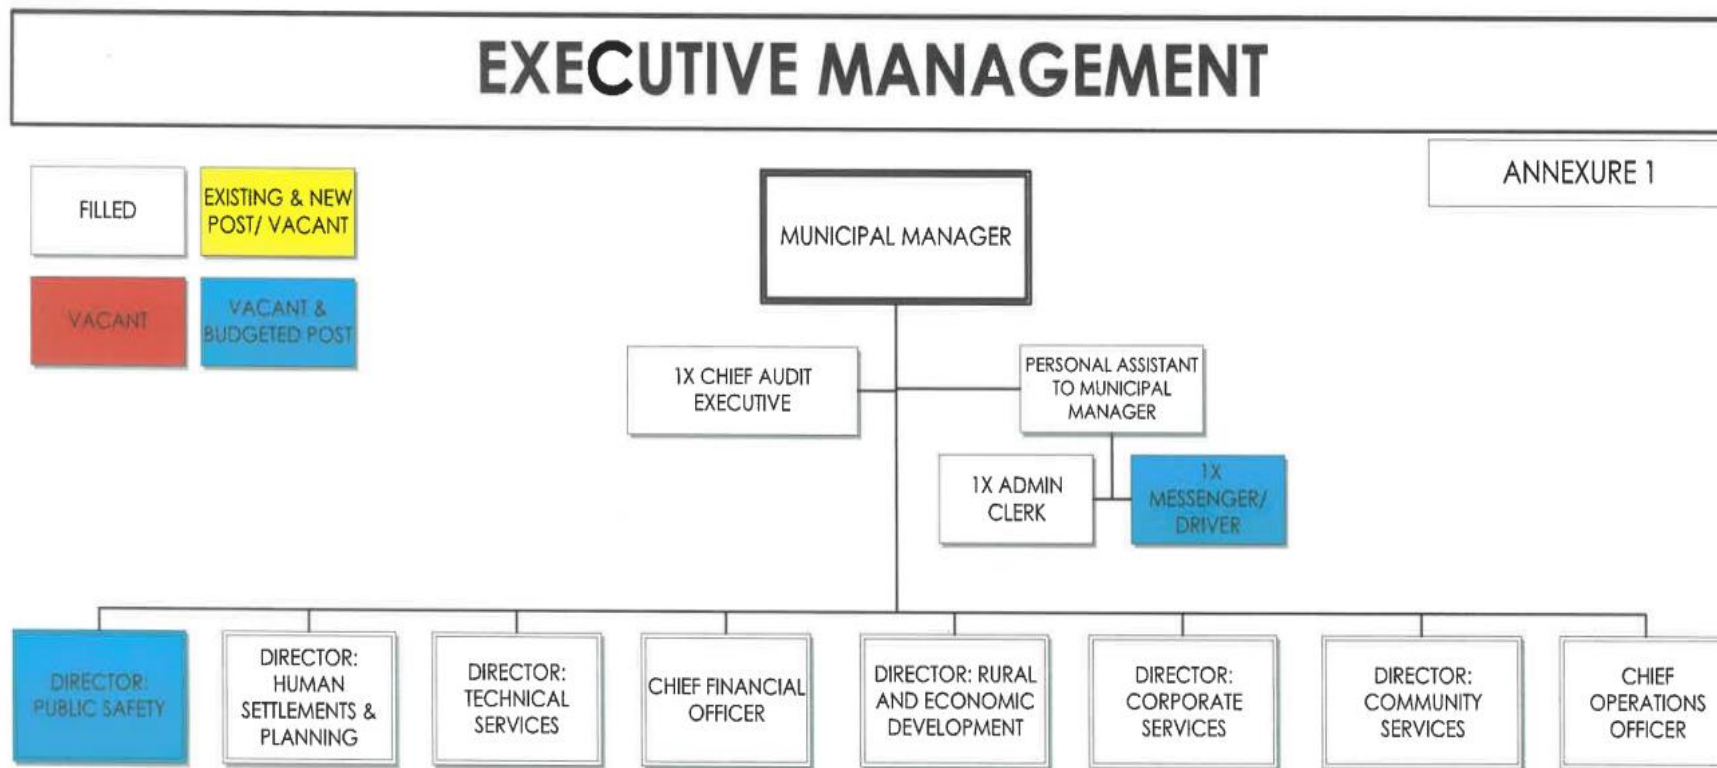 EXECUTIVE MANAGEMENT
ANNEXURE 1
FILLED
EXISTING & NEW
POST/ VACANT
VACANT
VACANT &
BUDGETED POST
MUNICIPAL MANAGER
1X CHIEF AUDIT
EXECUTIVE
PERSONAL ASSISTANT
TO MUNICIPAL
MANAGER
1X ADMIN
CLERK
1X
MESSENGER/
DRIVER
DIRECTOR:
PUBLIC SAFETY
DIRECTOR:
HUMAN
SETTLEMENTS &
PLANNING
DIRECTOR:
TECHNICAL
SERVICES
CHIEF FINANCIAL
OFFICER
DIRECTOR: RURAL
AND ECONOMIC
DEVELOPMENT
DIRECTOR:
CORPORATE
SERVICES
DIRECTOR:
COMMUNITY
SERVICES
CHIEF
OPERATIONS
OFFICER